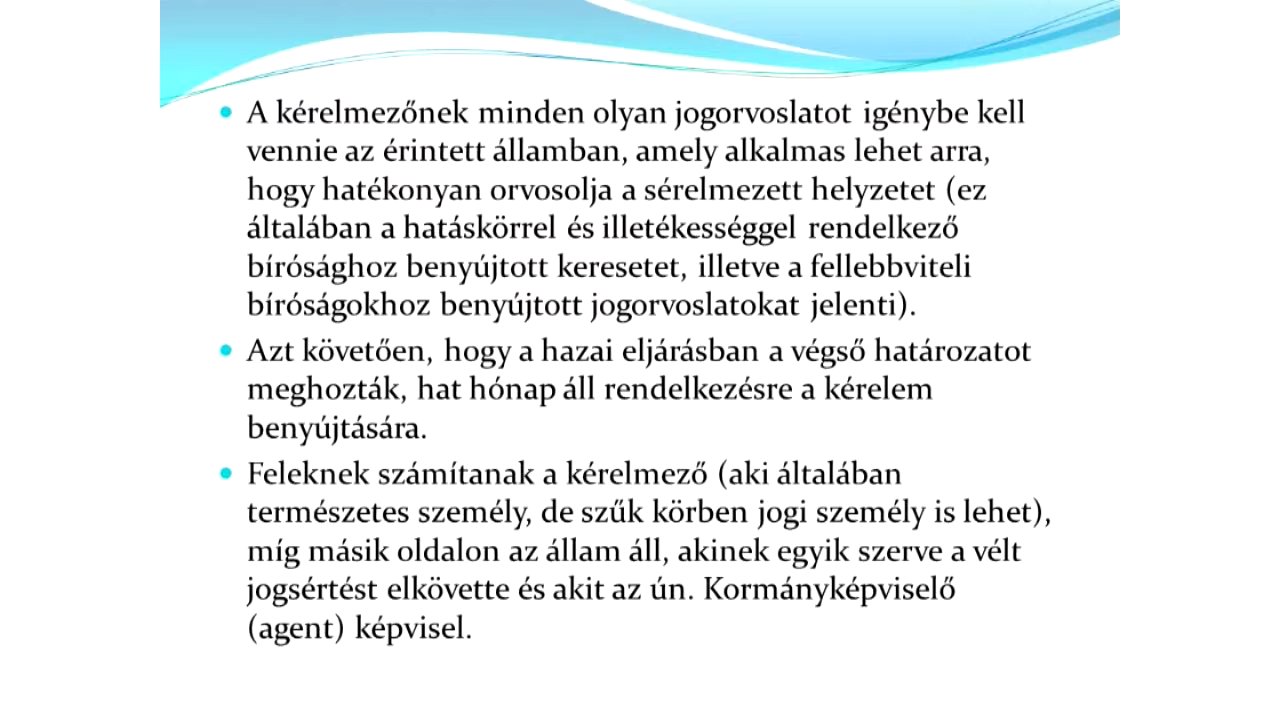 • A kérelmezőnek minden olyan jogorvoslatot igénybe kell
vennie az érintett államban, amely alkalmas lehet arra,
hogy hatékonyan orvosolja a sérelmezett helyzetet (ez
általában a hatáskörrel és illetékességgel rendelkező
bírósághoz benyújtott keresetet, illetve a fellebbviteli
bíróságokhoz benyújtott jogorvoslatokat jelenti).
• Azt követően, hogy a hazai eljárásban a végső határozatot
meghozták, hat hónap áll rendelkezésre a kérelem
benyújtására.
• Feleknek számítanak a kérelmező (aki általában
természetes személy, de szűk körben jogi személy is lehet),
míg másik oldalon az állam áll, akinek egyik szerve a vélt
jogsértést elkövette és akit az ún. Kormányképviselő
(agent) képvisel.